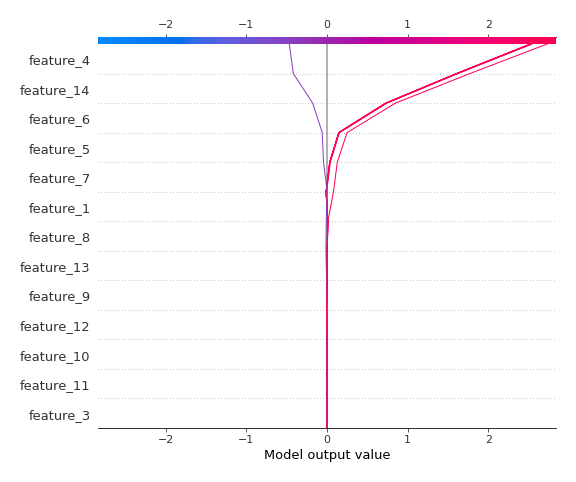 −2 −1 0 1 2
feature_4
feature_14
feature_6
feature_5
feature_7
feature_1
feature_8
feature_13
feature_9
feature_12
feature_10
feature_11
feature_3
−2 −1 0 1 2
Model output value